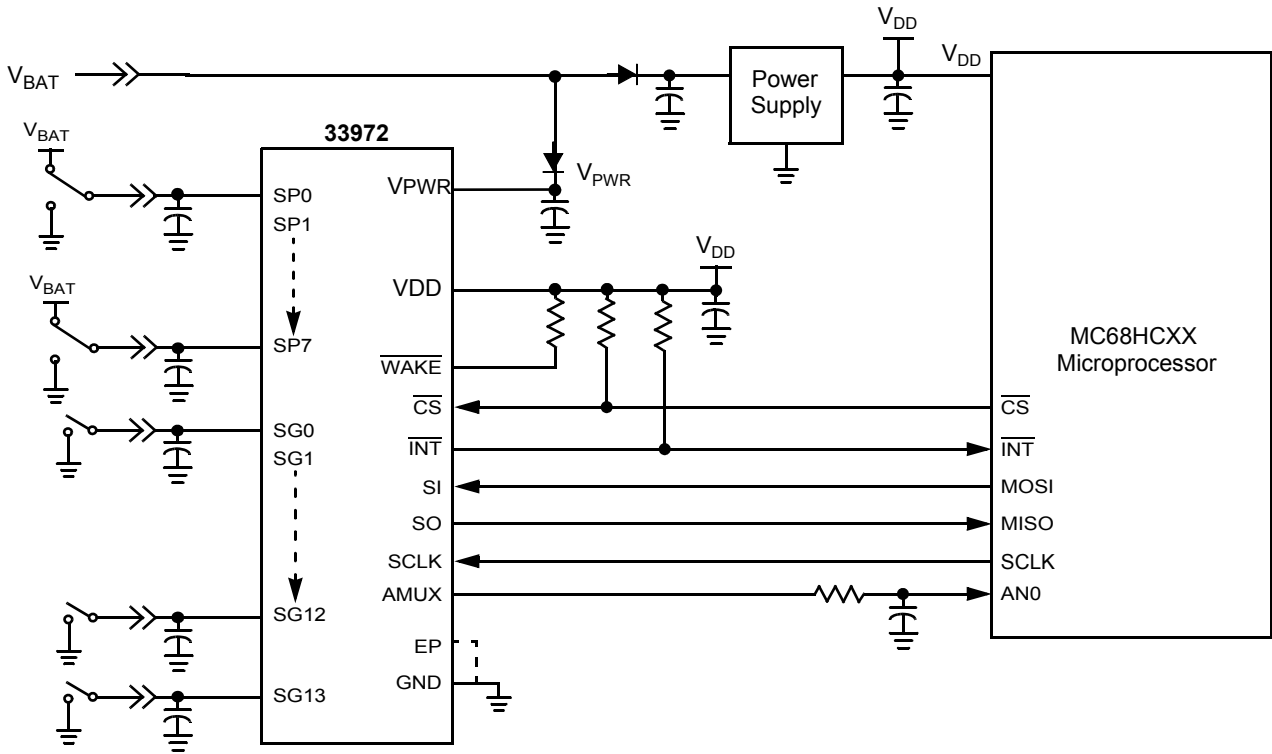 V_DD
V_DD
V_BAT
Power
Supply
V_BAT
33972
VPWR
V_PWR
SP0
SP1
V_DD
V_BAT
VDD
SP7
WAKE
MC68HCXX
Microprocessor
CS
CS
SG0
INT
INT
SG1
SI
MOSI
SO
MISO
SCLK
SCLK
AMUX
AN0
SG12
EP
GND
SG13